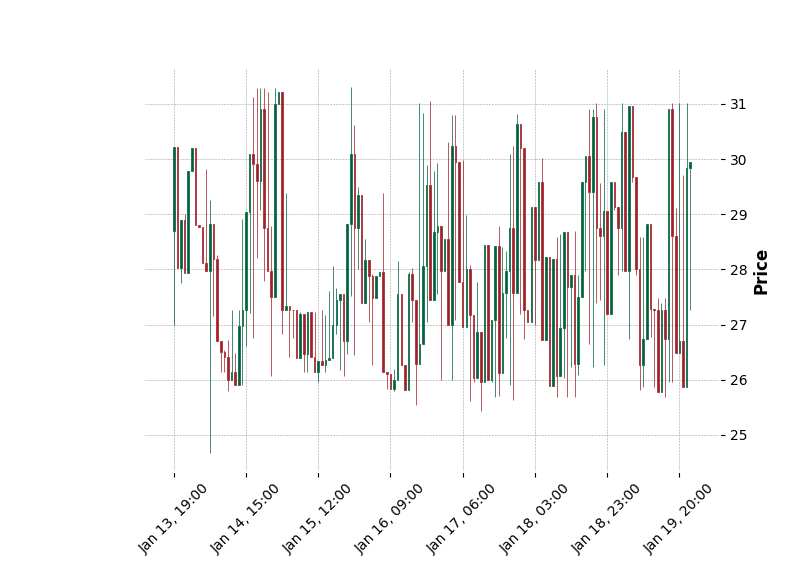 31
30
29
28
27
26
25
Price
Jan 13, 19:00
Jan 14, 15:00
Jan 15, 12:00
Jan 16, 09:00
Jan 17, 06:00
Jan 18, 03:00
Jan 18, 23:00
Jan 19, 20:00